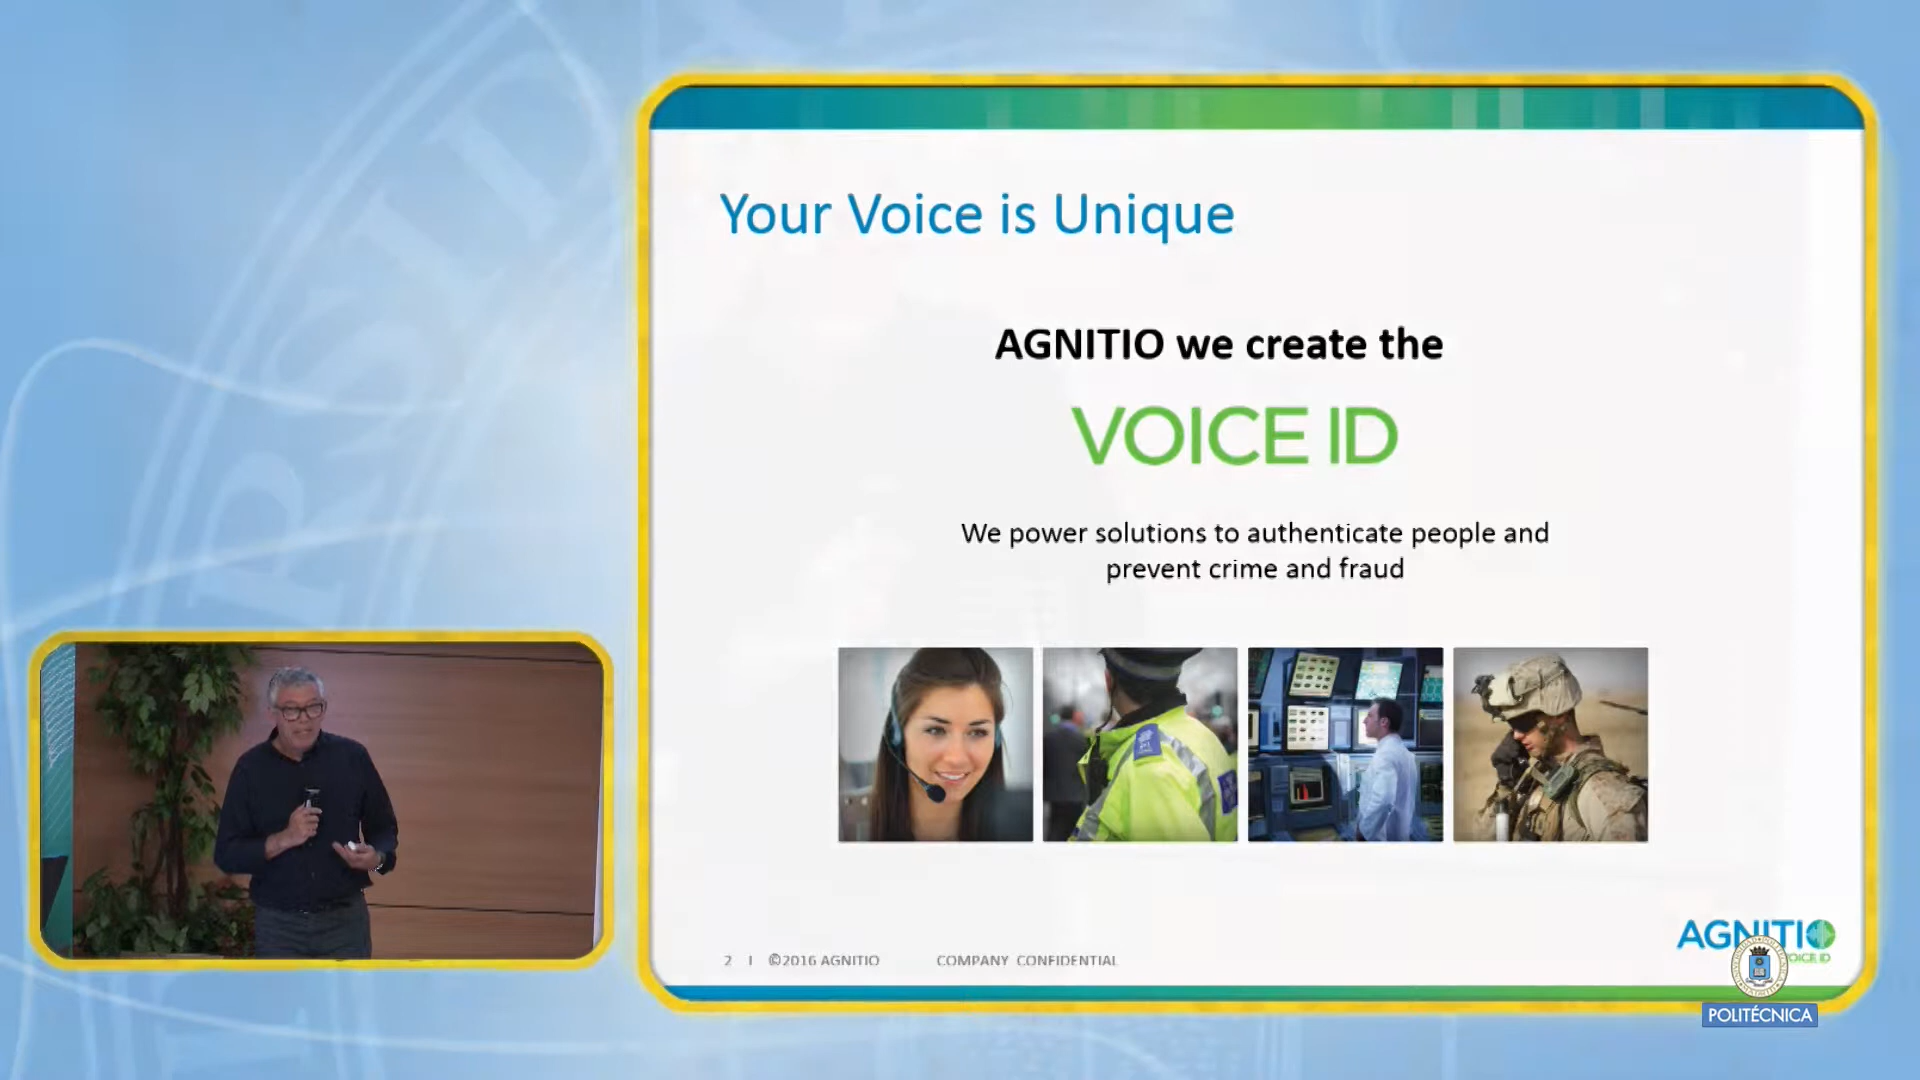 Your Voice is Unique
AGNITIO we create the
VOICE ID
We power solutions to authenticate people and
prevent crime and fraud
2 | ©2016 AGNITIO COMPANY CONFIDENTIAL
AGNITIO
POLITÉCNICA